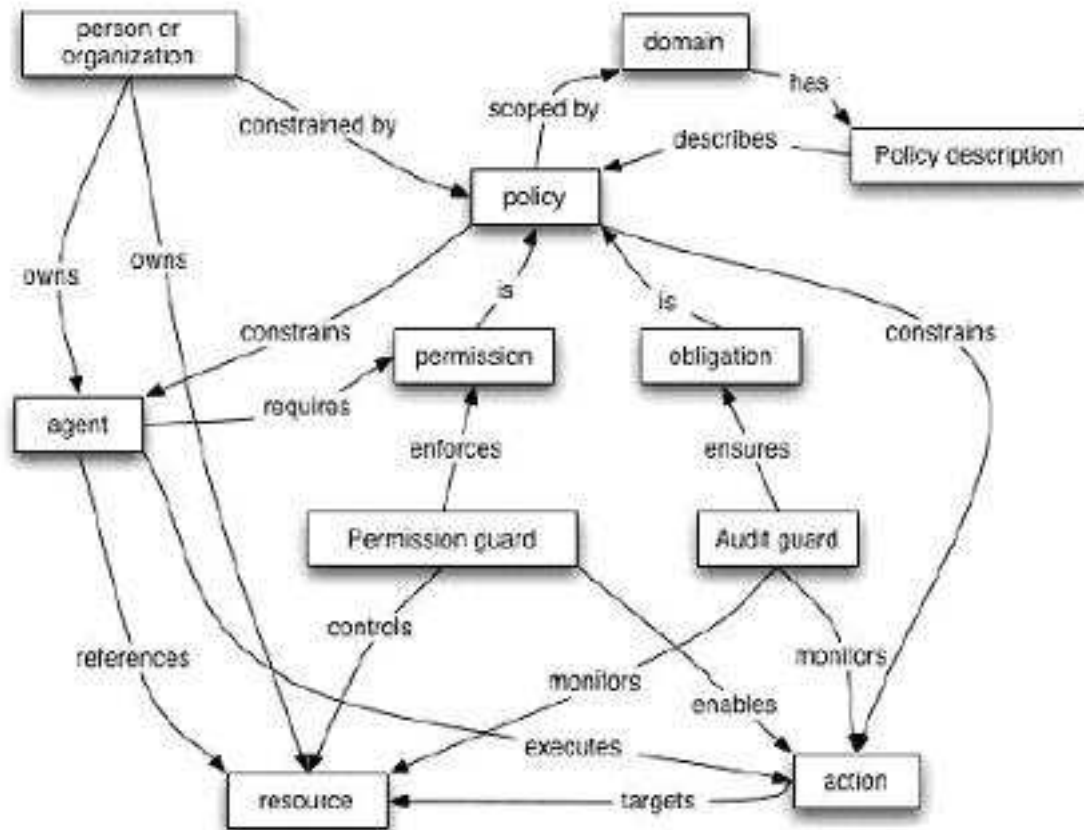 person or
organization
domain
has
scoped by
constrained by
describes
Policy description
policy
owns
owns
is
is
constrains
constrains
permission
obligation
requires
agent
enforces
ensures
Permission guard
Audit guard
controls
references
monitors
monitors
enables
executes
resource
targets
action